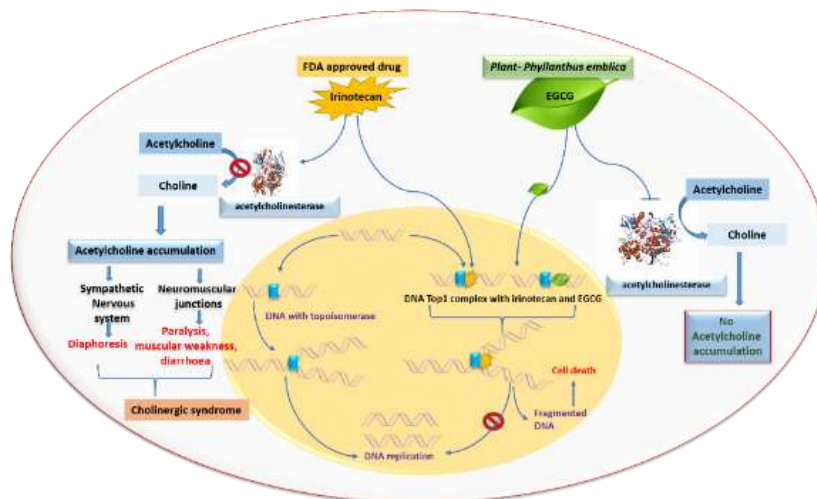 FDA approved drug
Irinotecan
Plant- Phyllanthus emblica
EGCG
Acetylcholine
Choline
acetylcholinesterase
Acetylcholine accumulation
Sympathetic
Nervous
system
Neuromuscular
junctions
Diaphoresis
Paralysis,
muscular weakness,
diarrhoea
Cholinergic syndrome
DNA with topoisomerase
DNA Top1 complex with irinotecan and EGCG
Cell death
Fragmented
DNA
DNA replication
Acetylcholine
Choline
acetylcholinesterase
No
Acetylcholine
accumulation